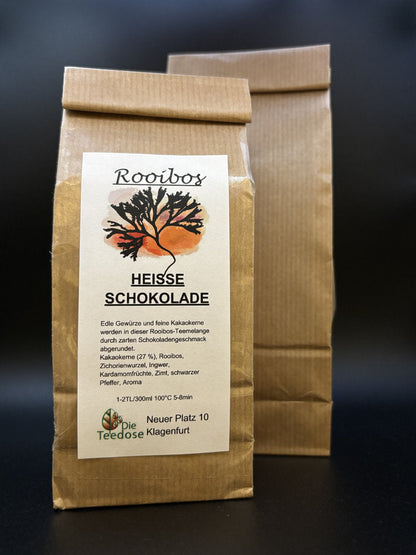 Rooibos
HEISSE
SCHOKOLADE
Edle Gewürze und feine Kakaokerne
werden in dieser Rooibos-Teemelange
durch zarten Schokoladengeschmack
abgerundet.
Kakaokerne (27 %), Rooibos,
Zichorienwurzel, Ingwer,
Kardamomfrüchte, Zimt, schwarzer
Pfeffer, Aroma
1-2TL/300ml 100°C 5-8min
Die
Teedose
Neuer Platz 10
Klagenfurt